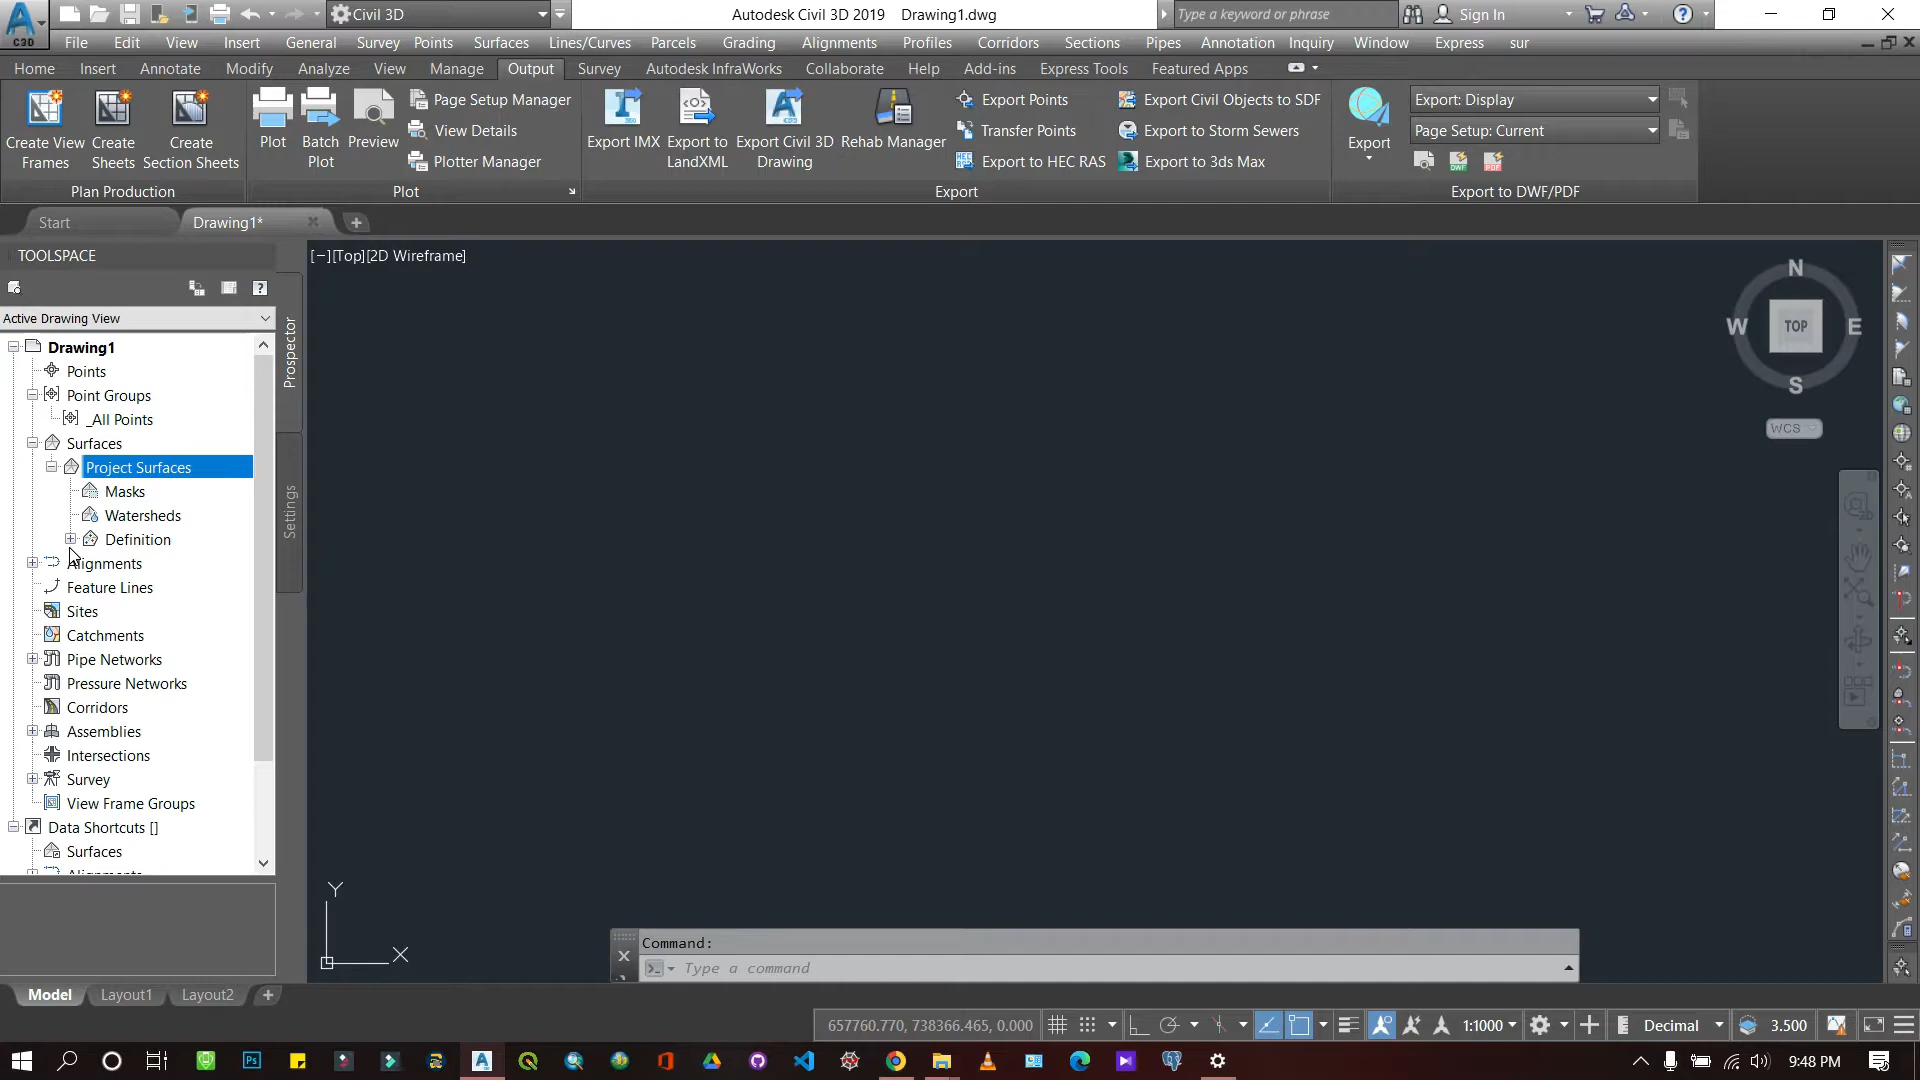 C3D
Civil 3D
Autodesk Civil 3D 2019 Drawing1.dwg
Type a keyword or phrase
Sign In
File Edit View Insert General Survey Points Surfaces Lines/Curves Parcels Grading Alignments Profiles Corridors Sections Pipes Annotation Inquiry Window Express sur
Home Insert Annotate Modify Analyze View Manage Output Survey Autodesk InfraWorks Collaborate Help Add-ins Express Tools Featured Apps
Create View Frames
Create Sheets
Create Section Sheets
Plan Production
Plot
Batch Plot
Preview
Page Setup Manager
View Details
Plotter Manager
Plot
Export IMX
Export to LandXML
Export Civil 3D Drawing
Rehab Manager
Export Points
Transfer Points
Export to HEC RAS
Export Civil Objects to SDF
Export to Storm Sewers
Export to 3ds Max
Export
Export
Export: Display
Page Setup: Current
DWF
PDF
Export to DWF/PDF
Start
Drawing1*
TOOLSPACE
Active Drawing View
Drawing1
Points
Point Groups
_All Points
Surfaces
Project Surfaces
Masks
Watersheds
Definition
Alignments
Feature Lines
Sites
Catchments
Pipe Networks
Pressure Networks
Corridors
Assemblies
Intersections
Survey
View Frame Groups
Data Shortcuts []
Surfaces
Alignments
Prospector
Settings
[−][Top][2D Wireframe]
N
W TOP E
S
WCS
Y
X
Command:
Type a command
Model Layout1 Layout2
657760.770, 738366.465, 0.000
1:1000
Decimal
3.500
9:48 PM